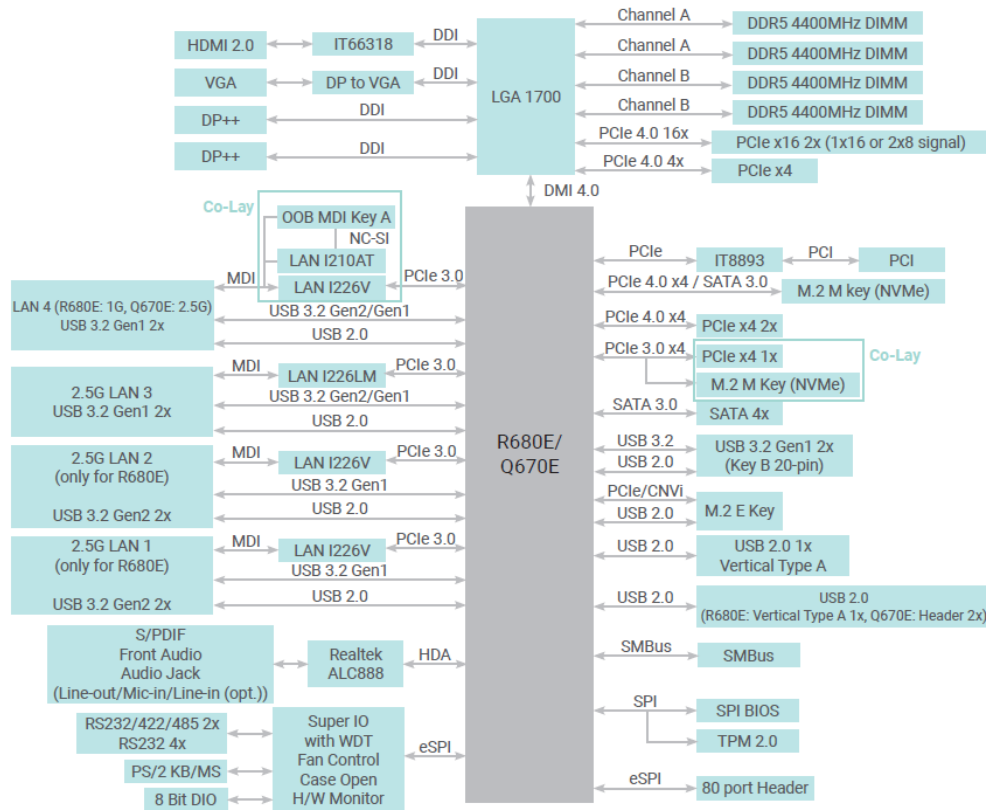 HDMI 2.0
IT66318
DDI
VGA
DP to VGA
DDI
DP++
DDI
DP++
DDI
LGA 1700
Channel A
DDR5 4400MHz DIMM
Channel A
DDR5 4400MHz DIMM
Channel B
DDR5 4400MHz DIMM
Channel B
DDR5 4400MHz DIMM
PCIe 4.0 16x
PCIe x16 2x (1x16 or 2x8 signal)
PCIe 4.0 4x
PCIe x4
DMI 4.0
Co-Lay
OOB MDI Key A
NC-SI
LAN I210AT
MDI
LAN I226V
PCIe 3.0
LAN 4 (R680E: 1G, Q670E: 2.5G)
USB 3.2 Gen1 2x
USB 3.2 Gen2/Gen1
USB 2.0
MDI
LAN I226LM
PCIe 3.0
2.5G LAN 3
USB 3.2 Gen1 2x
USB 3.2 Gen2/Gen1
USB 2.0
2.5G LAN 2
(only for R680E)
USB 3.2 Gen2 2x
MDI
LAN I226V
PCIe 3.0
USB 3.2 Gen1
USB 2.0
2.5G LAN 1
(only for R680E)
USB 3.2 Gen2 2x
MDI
LAN I226V
PCIe 3.0
USB 3.2 Gen1
USB 2.0
S/PDIF
Front Audio
Audio Jack
(Line-out/Mic-in/Line-in (opt.))
Realtek
ALC888
HDA
RS232/422/485 2x
RS232 4x
PS/2 KB/MS
8 Bit DIO
Super IO
with WDT
Fan Control
Case Open
H/W Monitor
eSPI
R680E/
Q670E
PCIe
IT8893
PCI
PCI
PCIe 4.0 x4 / SATA 3.0
M.2 M key (NVMe)
PCIe 4.0 x4
PCIe x4 2x
PCIe 3.0 x4
PCIe x4 1x
Co-Lay
M.2 M Key (NVMe)
SATA 3.0
SATA 4x
USB 3.2
USB 2.0
USB 3.2 Gen1 2x
(Key B 20-pin)
PCIe/CNVi
USB 2.0
M.2 E Key
USB 2.0
USB 2.0 1x
Vertical Type A
USB 2.0
USB 2.0
(R680E: Vertical Type A 1x, Q670E: Header 2x)
SMBus
SMBus
SPI
SPI BIOS
TPM 2.0
eSPI
80 port Header